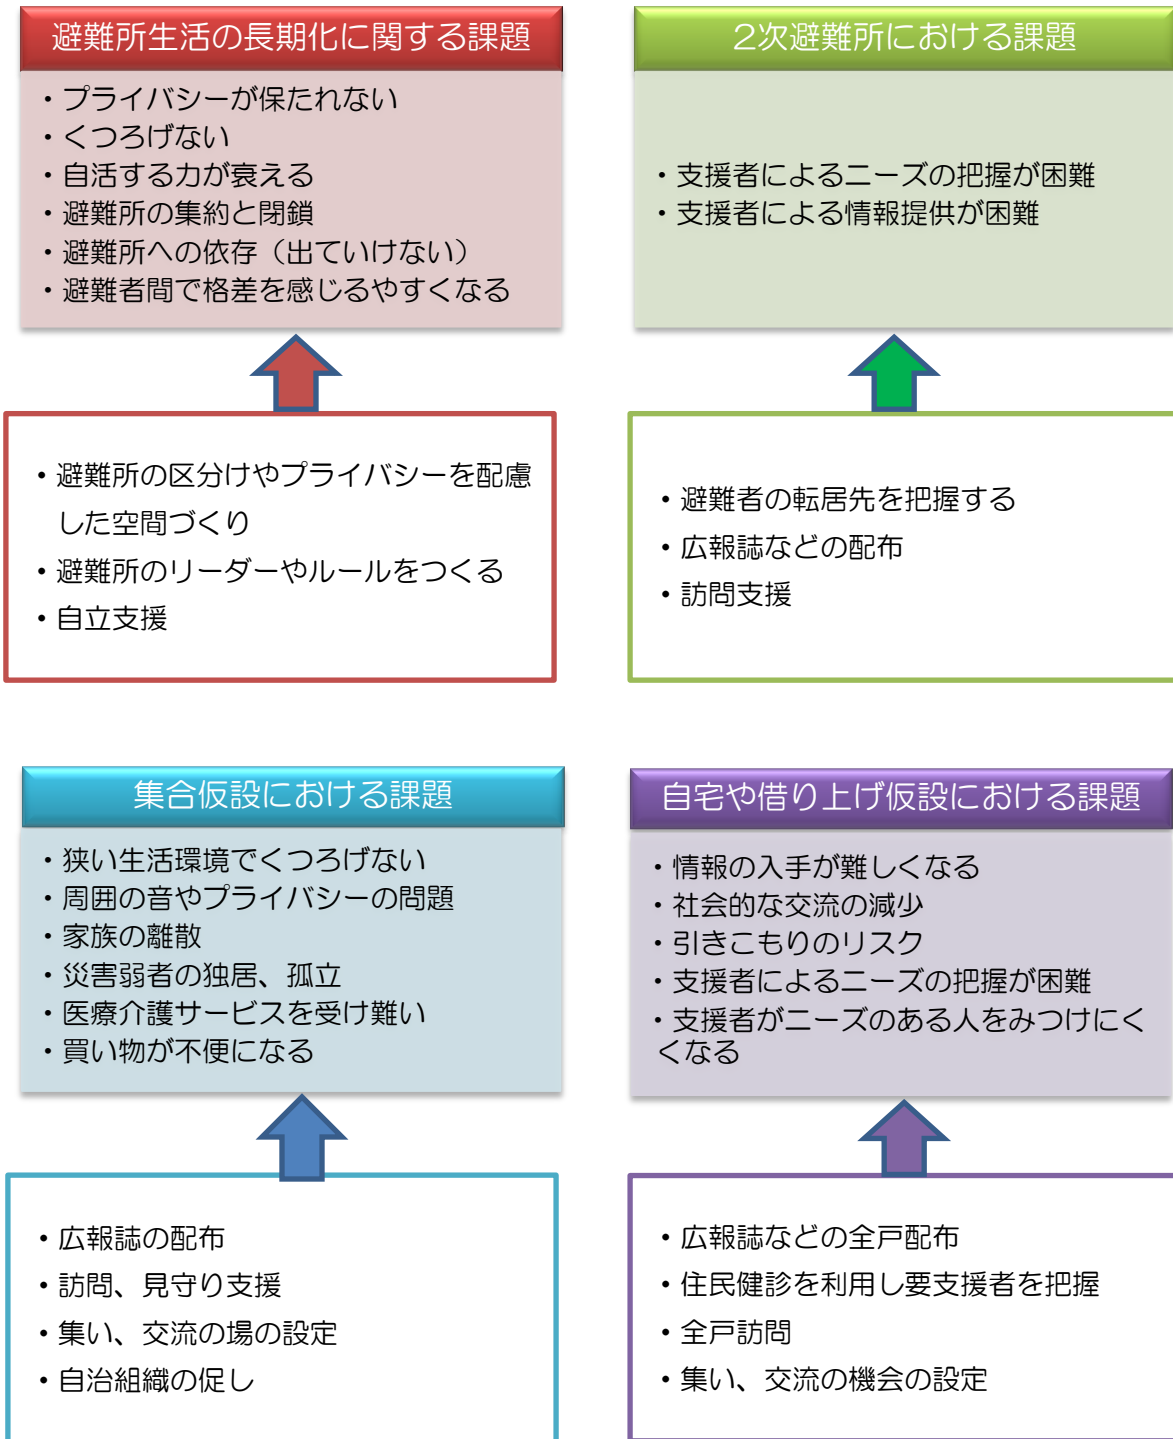 避難所生活の長期化に関する課題
・プライバシーが保たれない
・くつろげない
・自活する力が衰える
・避難所の集約と閉鎖
・避難所への依存（出ていけない）
・避難者間で格差を感じるやすくなる
・避難所の区分けやプライバシーを配慮
した空間づくり
・避難所のリーダーやルールをつくる
・自立支援
2次避難所における課題
・支援者によるニーズの把握が困難
・支援者による情報提供が困難
・避難者の転居先を把握する
・広報誌などの配布
・訪問支援
集合仮設における課題
・狭い生活環境でくつろげない
・周囲の音やプライバシーの問題
・家族の離散
・災害弱者の独居、孤立
・医療介護サービスを受け難い
・買い物が不便になる
・広報誌の配布
・訪問、見守り支援
・集い、交流の場の設定
・自治組織の促し
自宅や借り上げ仮設における課題
・情報の入手が難しくなる
・社会的な交流の減少
・引きこもりのリスク
・支援者によるニーズの把握が困難
・支援者がニーズのある人をみつけにく
くなる
・広報誌などの全戸配布
・住民健診を利用し要支援者を把握
・全戸訪問
・集い、交流の機会の設定